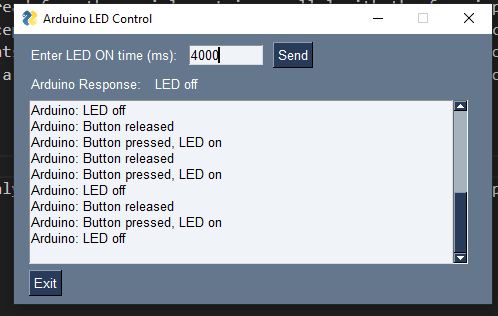 Arduino LED Control
Enter LED ON time (ms): 4000 Send
Arduino Response: LED off
Arduino: LED off
Arduino: Button released
Arduino: Button pressed, LED on
Arduino: Button released
Arduino: Button pressed, LED on
Arduino: LED off
Arduino: Button released
Arduino: Button pressed, LED on
Arduino: LED off
Exit